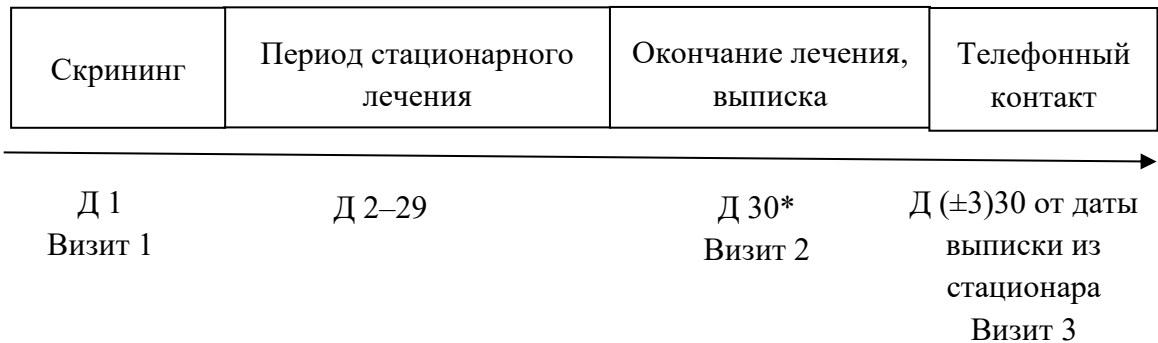 Скрининг
Период стационарного
лечения
Окончание лечения,
выписка
Телефонный
контакт
Д 1
Визит 1
Д 2–29
Д 30*
Визит 2
Д (±3)30 от даты
выписки из
стационара
Визит 3